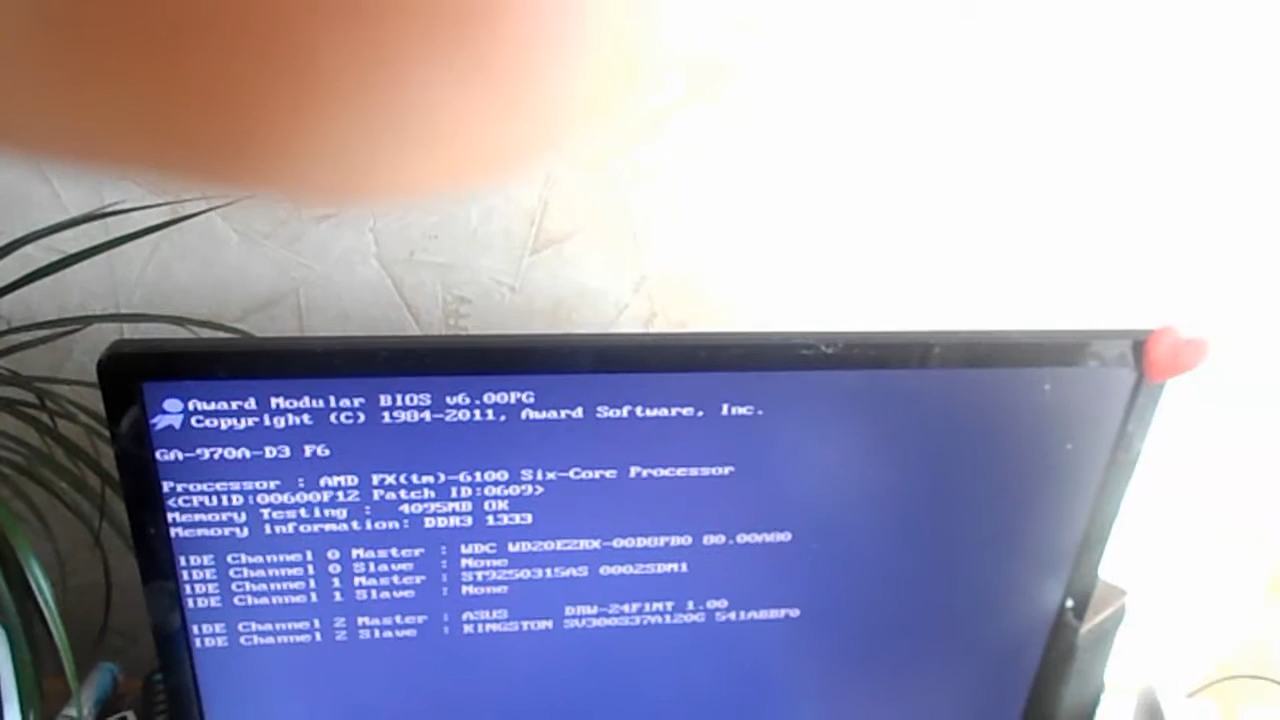 Award Modular BIOS v6.00PG
Copyright (C) 1984-2011, Award Software, Inc.
GA-970A-D3 F6
Processor : AMD FX(tm)-6100 Six-Core Processor
<CPUID:00600F12 Patch ID:0609>
Memory Testing : 4095MB OK
Memory information: DDR3 1333
IDE Channel 0 Master : WDC WD20EZRX-00D8PB0 80.00A80
IDE Channel 0 Slave : None
IDE Channel 1 Master : ST9250315AS 0002SDM1
IDE Channel 1 Slave : None
IDE Channel 2 Master : ASUS DRW-24F1MT 1.00
IDE Channel 2 Slave : KINGSTON SV300S37A120G 541ABBF0